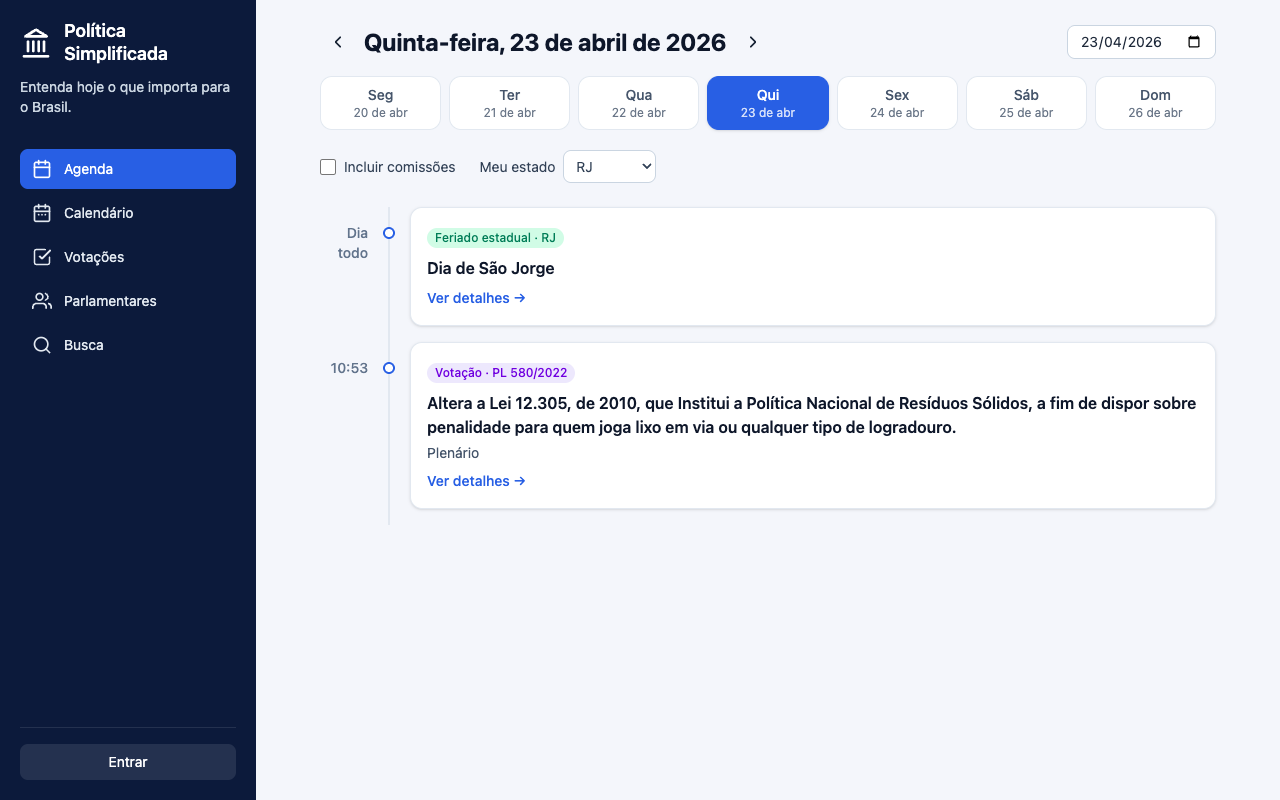 Política
Simplificada
Entenda hoje o que importa para
o Brasil.
Agenda
Calendário
Votações
Parlamentares
Busca
Entrar
Quinta-feira, 23 de abril de 2026
23/04/2026
Seg
20 de abr
Ter
21 de abr
Qua
22 de abr
Qui
23 de abr
Sex
24 de abr
Sáb
25 de abr
Dom
26 de abr
Incluir comissões
Meu estado
RJ
Dia
todo
Feriado estadual · RJ
Dia de São Jorge
Ver detalhes →
10:53
Votação · PL 580/2022
Altera a Lei 12.305, de 2010, que Institui a Política Nacional de Resíduos Sólidos, a fim de dispor sobre
penalidade para quem joga lixo em via ou qualquer tipo de logradouro.
Plenário
Ver detalhes →